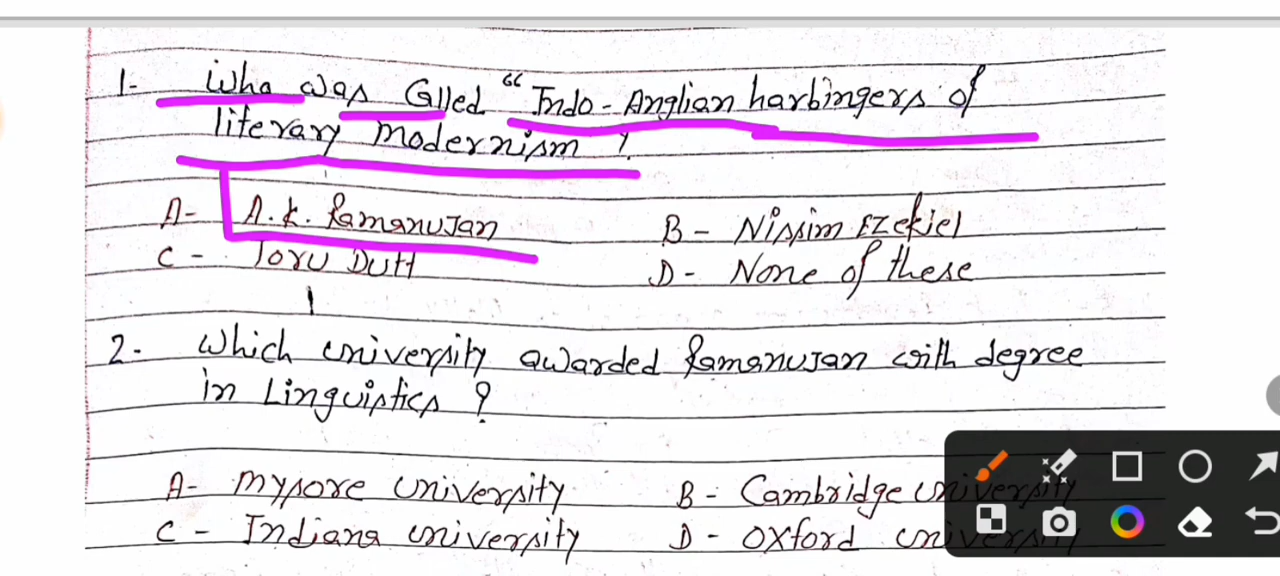 1- Who was Called "Indo-Anglian harbingers of
literary modernism ?
A- A.K. Ramanujan
B- Nissim Ezekiel
C- Toru Dutt
D- None of these
2- Which university awarded Ramanujan with degree
in Linguistics ?
A- Mysore University
B- Cambridge University
C- Indiana University
D- Oxford University